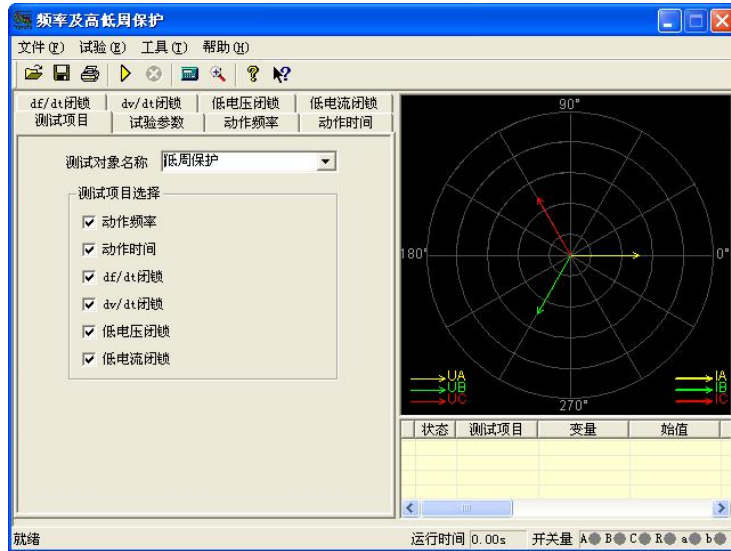 频率及高低周保护
文件(F) 试验(E) 工具(T) 帮助(H)
df/dt闭锁 dv/dt闭锁 低电压闭锁 低电流闭锁
测试项目 试验参数 动作频率 动作时间
测试对象名称 低周保护
测试项目选择
动作频率
动作时间
df/dt闭锁
dv/dt闭锁
低电压闭锁
低电流闭锁
90°
180°
0°
270°
UA
UB
UC
IA
IB
IC
状态 测试项目 变量 始值
就绪
运行时间 0.00s 开关量 A B C R a b